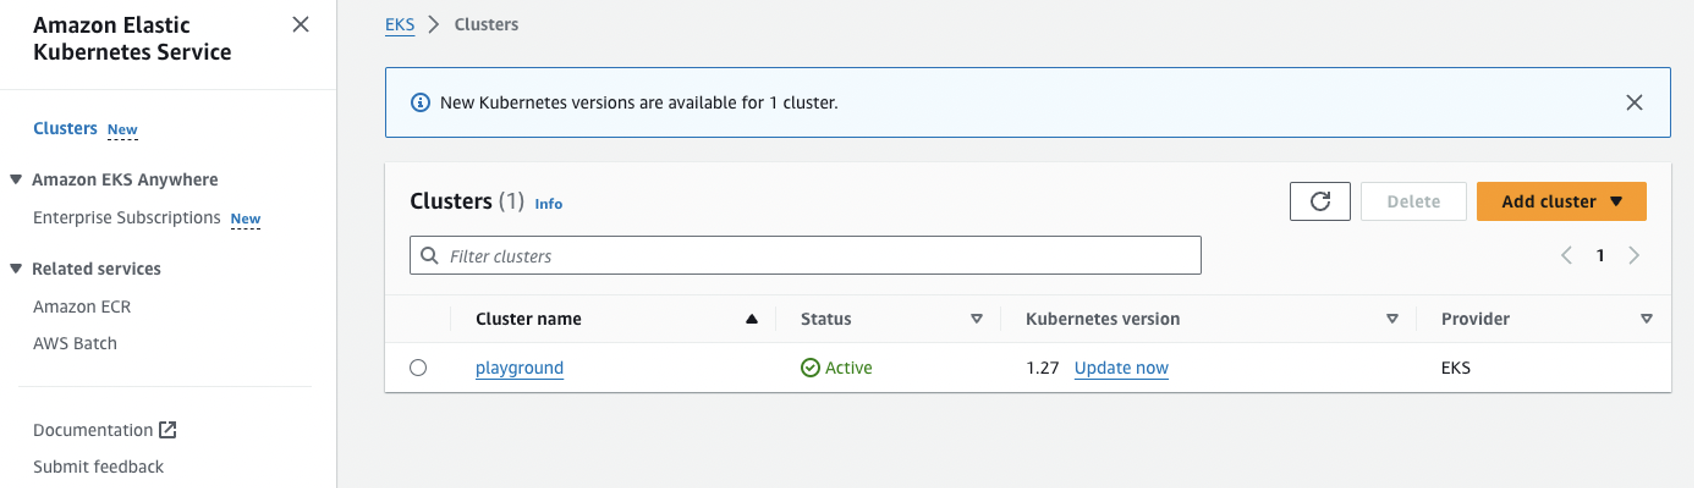 Amazon Elastic
Kubernetes Service
Clusters New
Amazon EKS Anywhere
Enterprise Subscriptions New
Related services
Amazon ECR
AWS Batch
Documentation
Submit feedback
EKS Clusters
New Kubernetes versions are available for 1 cluster.
Clusters (1) Info
Delete
Add cluster
Filter clusters
1
Cluster name Status Kubernetes version Provider
playground Active 1.27 Update now EKS